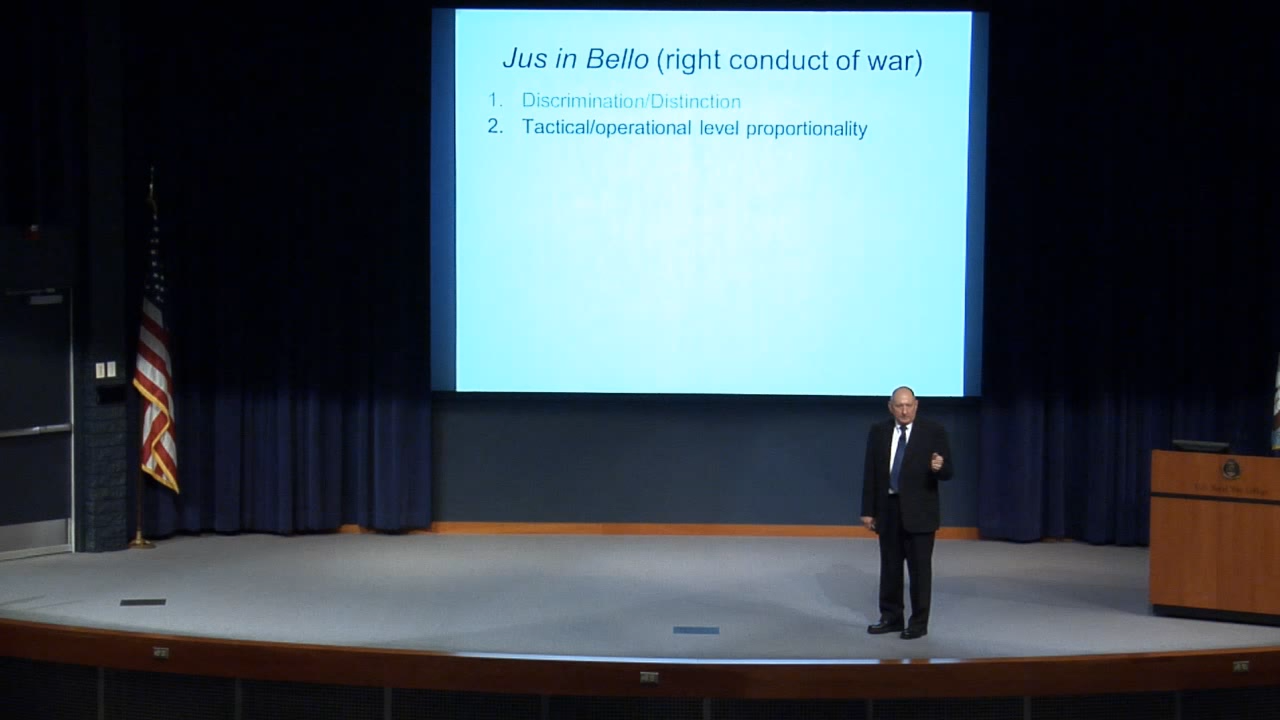 Jus in Bello (right conduct of war)
1. Discrimination/Distinction
2. Tactical/operational level proportionality